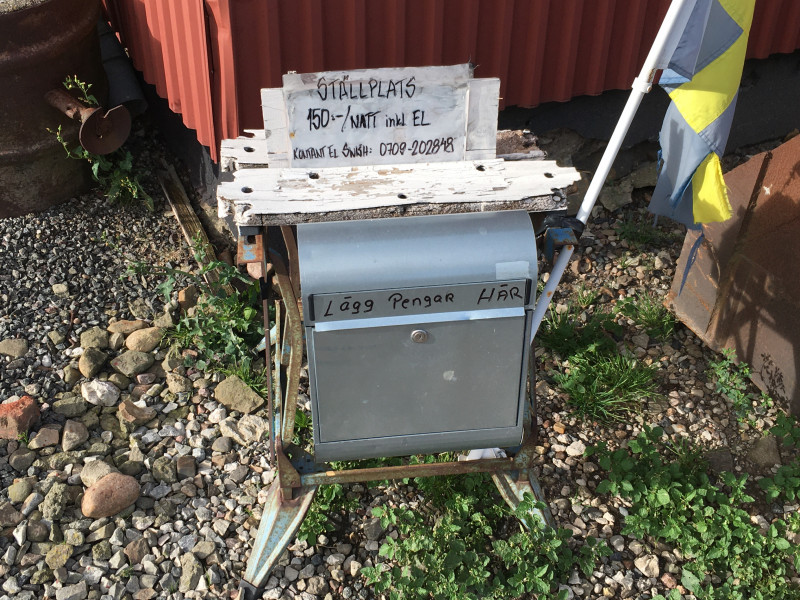 STÄLLPLATS
150:-/NATT inkl EL
KONTANT EL SWISH: 0709-202848
Lägg Pengar HÄR